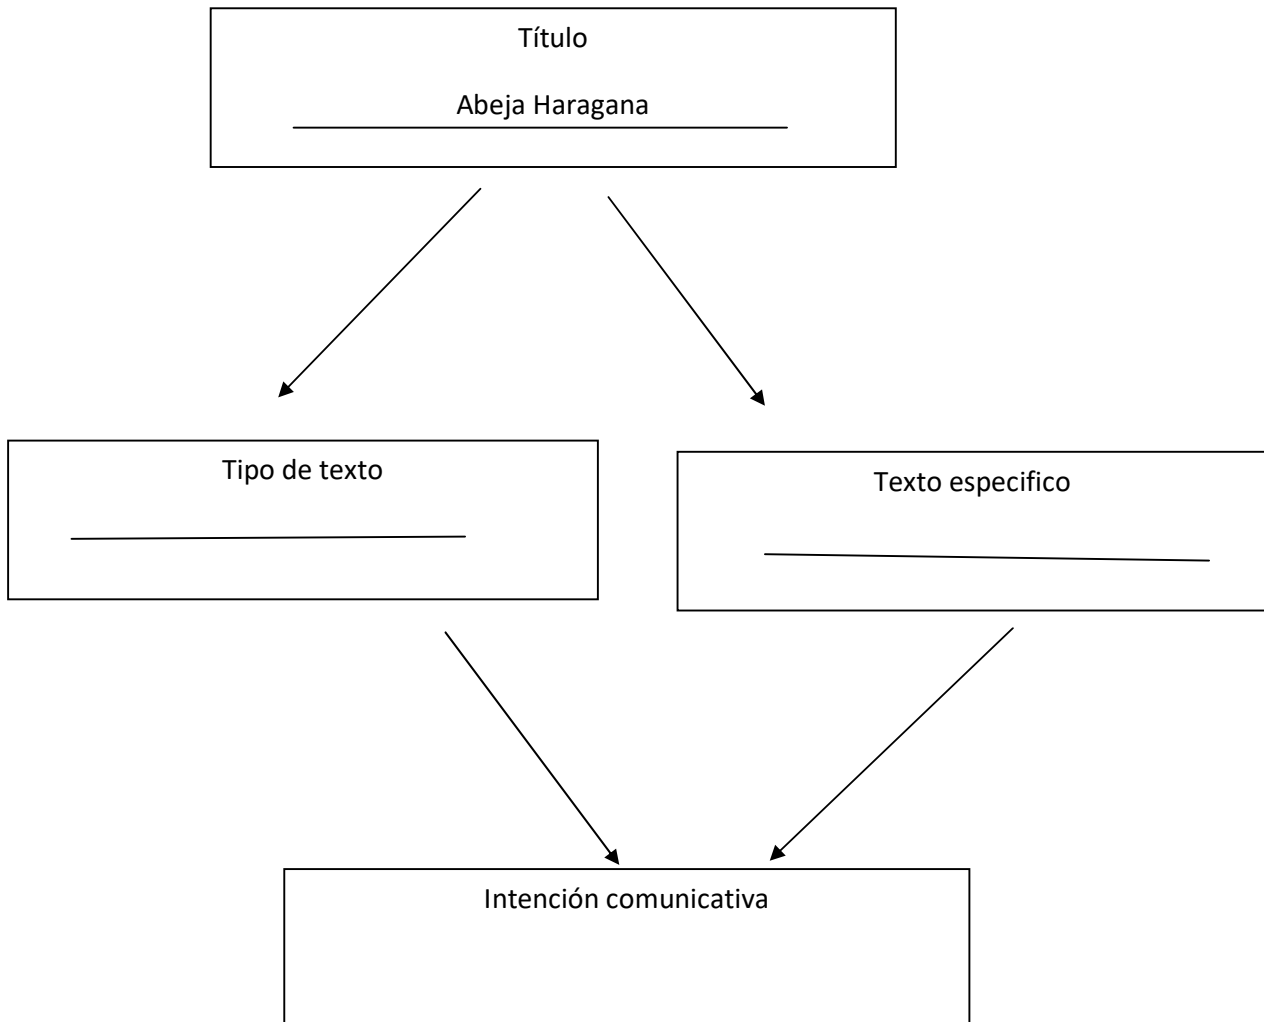 Título
Abeja Haragana
Tipo de texto
Texto especifico
Intención comunicativa